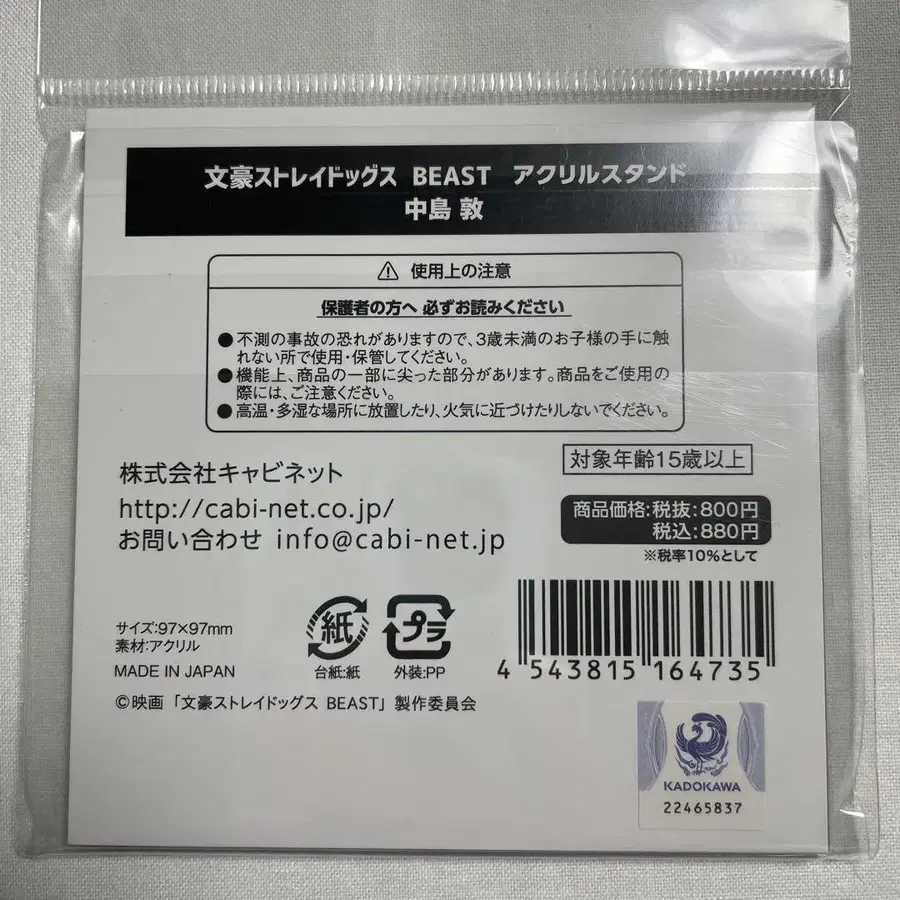 文豪ストレイドッグス BEAST アクリルスタンド
中島 敦
⚠ 使用上の注意
保護者の方へ 必ずお読みください
●不測の事故の恐れがありますので、3歳未満のお子様の手に触
れない所で使用・保管してください。
●機能上、商品の一部に尖った部分があります。商品をご使用の
際には、ご注意ください。
●高温・多湿な場所に放置したり、火気に近づけたりしないでください。
株式会社キャビネット
http://cabi-net.co.jp/
お問い合わせ info@cabi-net.jp
対象年齢15歳以上
商品価格:税抜:800円
税込:880円
※税率10%として
サイズ:97×97mm
素材:アクリル
MADE IN JAPAN
紙
台紙:紙
プラ
外装:PP
4 543815 164735
©映画「文豪ストレイドッグス BEAST」製作委員会
KADOKAWA
22465837